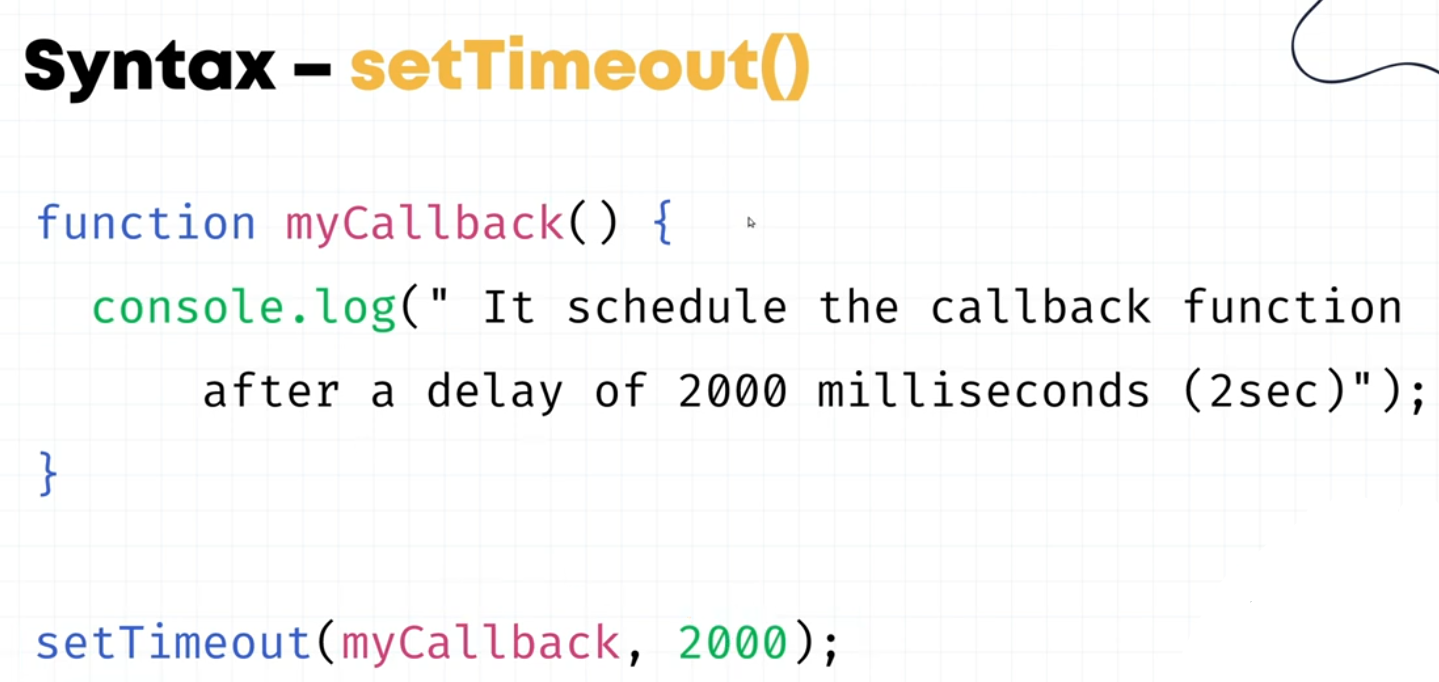 Syntax – setTimeout()
function myCallback() {
console.log(" It schedule the callback function
after a delay of 2000 milliseconds (2sec)");
}
setTimeout(myCallback, 2000);